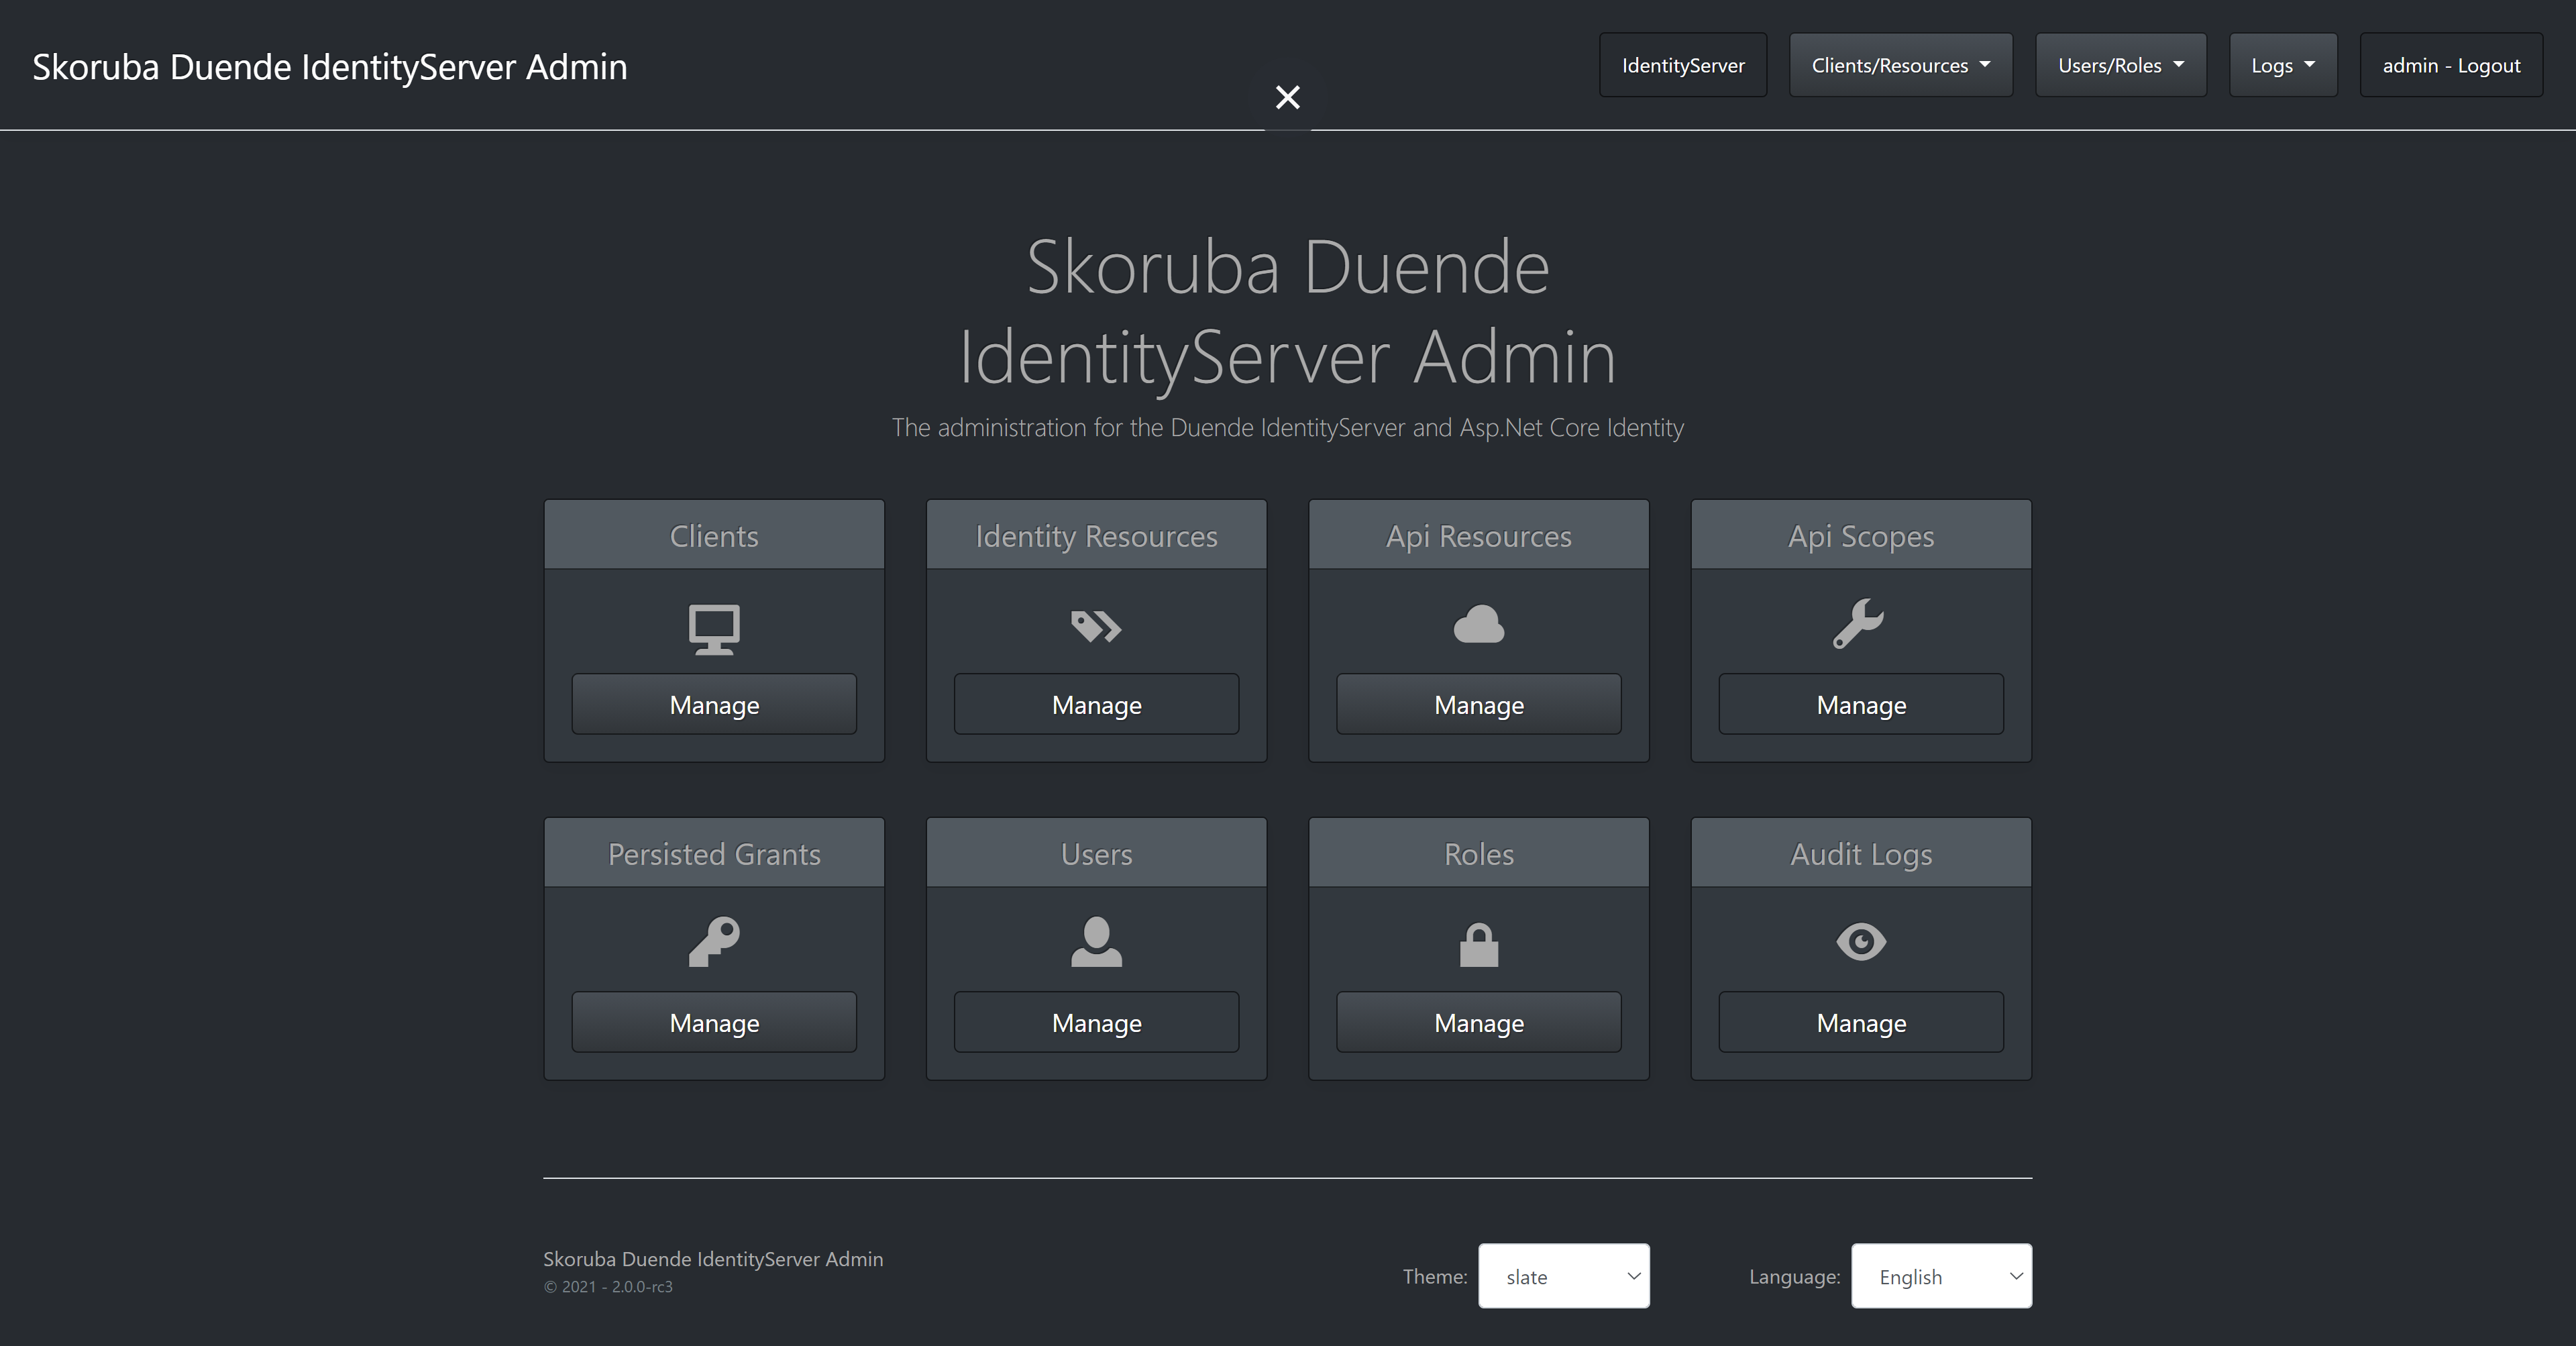 Skoruba Duende IdentityServer Admin
IdentityServer
Clients/Resources
Users/Roles
Logs
admin - Logout
Skoruba Duende
IdentityServer Admin
The administration for the Duende IdentityServer and Asp.Net Core Identity
Clients
Identity Resources
Api Resources
Api Scopes
Manage
Manage
Manage
Manage
Persisted Grants
Users
Roles
Audit Logs
Manage
Manage
Manage
Manage
Skoruba Duende IdentityServer Admin
© 2021 - 2.0.0-rc3
Theme:
slate
Language:
English